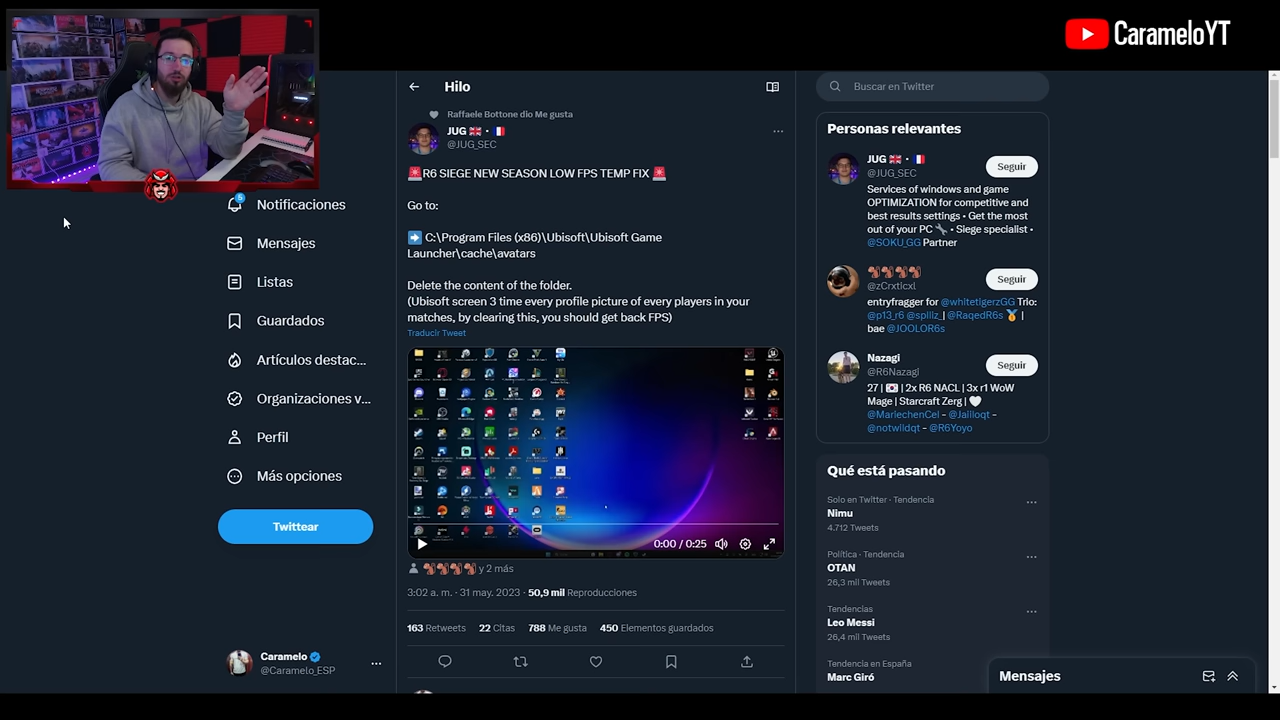 CarameloYT
Hilo
Buscar en Twitter
Raffaele Bottone dio Me gusta
JUG 🇬🇧 • 🇫🇷
@JUG_SEC
🚨R6 SIEGE NEW SEASON LOW FPS TEMP FIX 🚨
Go to:
➡️ C:\Program Files (x86)\Ubisoft\Ubisoft Game
Launcher\cache\avatars
Delete the content of the folder.
(Ubisoft screen 3 time every profile picture of every players in your
matches, by clearing this, you should get back FPS)
Traducir Tweet
0:00 / 0:25
🐿️🐿️🐿️🐿️ y 2 más
3:02 a. m. · 31 may. 2023 · 50,9 mil Reproducciones
163 Retweets 22 Citas 788 Me gusta 450 Elementos guardados
5
Notificaciones
Mensajes
Listas
Guardados
Artículos destac...
Organizaciones v...
Perfil
Más opciones
Twittear
Caramelo
@Caramelo_ESP
Personas relevantes
JUG 🇬🇧 • 🇫🇷
@JUG_SEC
Seguir
Services of windows and game
OPTIMIZATION for competitive and
best results settings • Get the most
out of your PC 🔧 • Siege specialist •
@SOKU_GG Partner
🐿️🐿️🐿️🐿️
@zCrxticxl
Seguir
entryfragger for @whitetigerzGG Trio:
@p13_r6 @spliiz_| @RaqedR6s 🥇 |
bae @JOOLOR6s
Nazagi
@R6Nazagi
Seguir
27 | 🇰🇷 | 2x R6 NACL | 3x r1 WoW
Mage | Starcraft Zerg | 🤍
@MarlechenCel - @Jailloqt -
@notwildqt - @R6Yoyo
Qué está pasando
Solo en Twitter · Tendencia
Nimu
4.712 Tweets
Política · Tendencia
OTAN
26,3 mil Tweets
Tendencias
Leo Messi
26,4 mil Tweets
Tendencia en España
Marc Giró
Mensajes